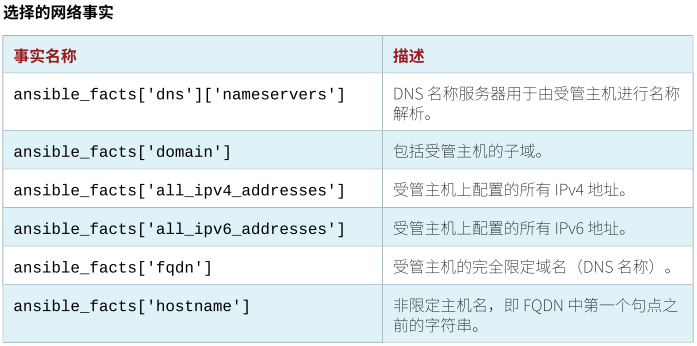 选择的网络事实
事实名称 描述
ansible_facts['dns']['nameservers'] DNS 名称服务器用于由受管主机进行名称
解析。
ansible_facts['domain'] 包括受管主机的子域。
ansible_facts['all_ipv4_addresses'] 受管主机上配置的所有 IPv4 地址。
ansible_facts['all_ipv6_addresses'] 受管主机上配置的所有 IPv6 地址。
ansible_facts['fqdn'] 受管主机的完全限定域名（DNS 名称）。
ansible_facts['hostname'] 非限定主机名，即 FQDN 中第一个句点之
前的字符串。